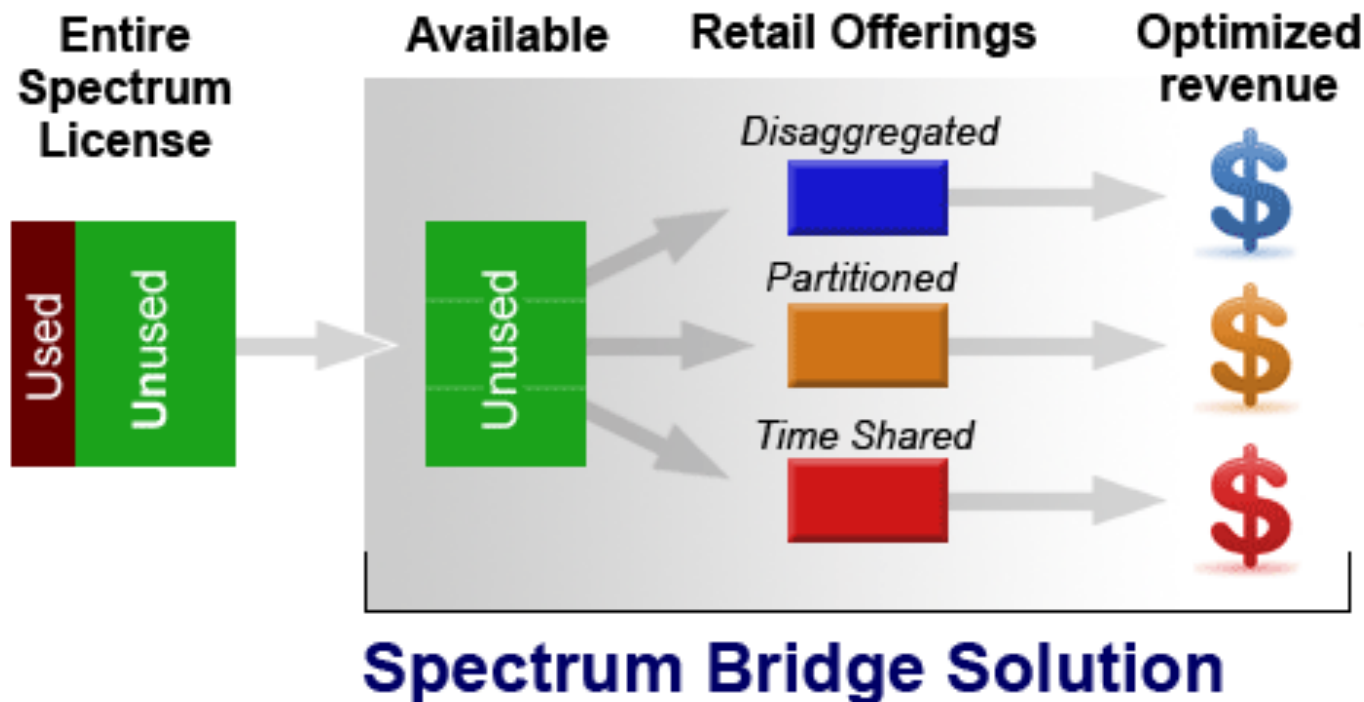 Entire
Spectrum
License
Available
Retail Offerings
Optimized
revenue
Used
Unused
Unused
Disaggregated
Partitioned
Time Shared
$
$
$
Spectrum Bridge Solution